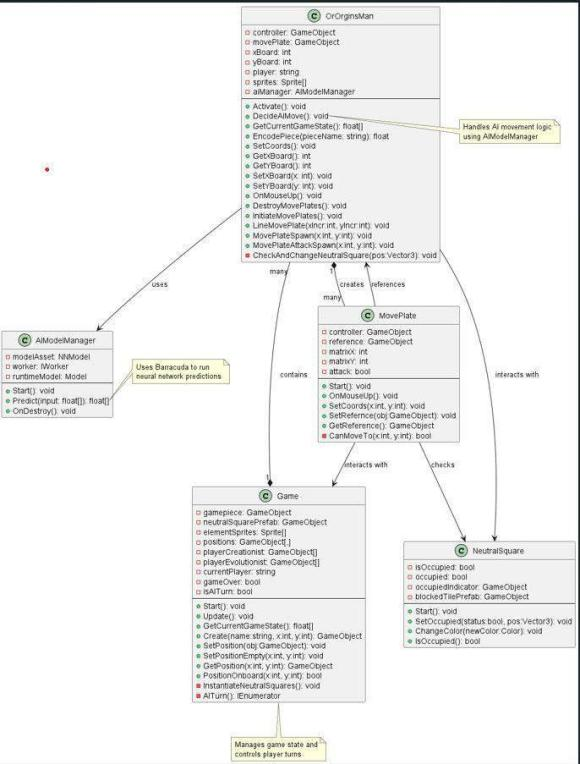 C OrOrginsMan
controller: GameObject
movePlate: GameObject
xBoard: int
yBoard: int
player: string
sprites: Sprite[]
aiManager: AIModelManager
Activate(): void
DecideAIMove(): void
GetCurrentGameState(): float[]
EncodePiece(pieceName: string): float
SetCoords(): void
GetXBoard(): int
GetYBoard(): int
SetXBoard(x: int): void
SetYBoard(y: int): void
OnMouseUp(): void
DestroyMovePlates(): void
InitiateMovePlates(): void
LineMovePlate(xIncr:int, yIncr:int): void
MovePlateSpawn(x:int, y:int): void
MovePlateAttackSpawn(x:int, y:int): void
CheckAndChangeNeutralSquare(pos:Vector3): void
Handles AI movement logic
using AIModelManager
many
1
uses
creates
references
many
C AIModelManager
modelAsset: NNModel
worker: IWorker
runtimeModel: Model
Start(): void
Predict(input: float[]): float[]
OnDestroy(): void
Uses Barracuda to run
neural network predictions
C MovePlate
controller: GameObject
reference: GameObject
matrixX: int
matrixY: int
attack: bool
Start(): void
OnMouseUp(): void
SetCoords(x:int, y:int): void
SetRefernce(obj:GameObject): void
GetReference(): GameObject
CanMoveTo(x:int, y:int): bool
contains
interacts with
interacts with
checks
1
C Game
gamepiece: GameObject
neutralSquarePrefab: GameObject
elementSprites: Sprite[]
positions: GameObject[,]
playerCreationist: GameObject[]
playerEvolutionist: GameObject[]
currentPlayer: string
gameOver: bool
isAITurn: bool
Start(): void
Update(): void
GetCurrentGameState(): float[]
Create(name:string, x:int, y:int): GameObject
SetPosition(obj:GameObject): void
SetPositionEmpty(x:int, y:int): void
GetPosition(x:int, y:int): GameObject
PositionOnboard(x:int, y:int): bool
InstantiateNeutralSquares(): void
AITurn(): IEnumerator
C NeutralSquare
isOccupied: bool
occupied: bool
occupiedIndicator: GameObject
blockedTilePrefab: GameObject
Start(): void
SetOccupied(status:bool, pos:Vector3): void
ChangeColor(newColor:Color): void
IsOccupied(): bool
Manages game state and
controls player turns